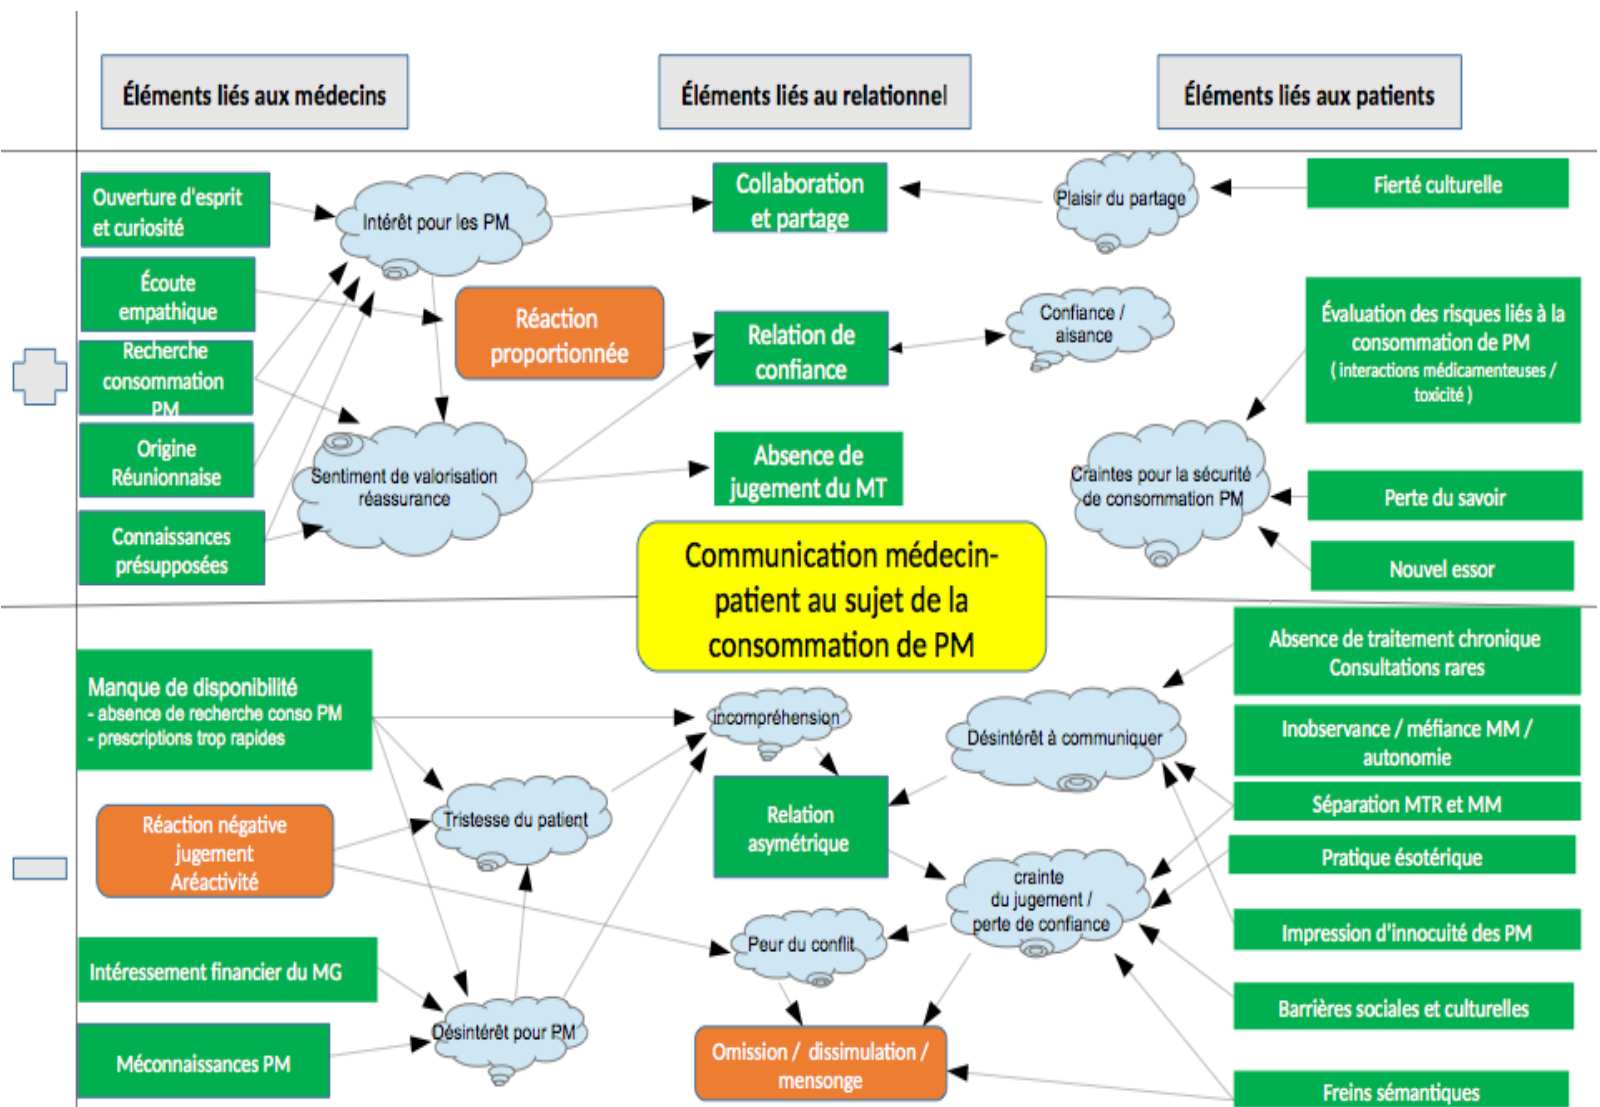 Éléments liés aux médecins
Éléments liés au relationnel
Éléments liés aux patients
Ouverture d'esprit
et curiosité
Intérêt pour les PM
Collaboration
et partage
Plaisir du partage
Fierté culturelle
Écoute
empathique
Réaction
proportionnée
Relation de
confiance
Confiance /
aisance
Évaluation des risques liés à la
consommation de PM
( interactions médicamenteuses /
toxicité )
Recherche
consommation
PM
Origine
Réunionnaise
Sentiment de valorisation
réassurance
Absence de
jugement du MT
Craintes pour la sécurité
de consommation PM
Perte du savoir
Connaissances
présupposées
Nouvel essor
Communication médecin-
patient au sujet de la
consommation de PM
Manque de disponibilité
- absence de recherche conso PM
- prescriptions trop rapides
incompréhension
Désintérêt à communiquer
Absence de traitement chronique
Consultations rares
Inobservance / méfiance MM /
autonomie
Réaction négative
jugement
Aréactivité
Tristesse du patient
Relation
asymétrique
Séparation MTR et MM
Pratique ésotérique
crainte
du jugement /
perte de confiance
Peur du conflit
Impression d'innocuité des PM
Intéressement financier du MG
Désintérêt pour PM
Barrières sociales et culturelles
Méconnaissances PM
Omission / dissimulation /
mensonge
Freins sémantiques